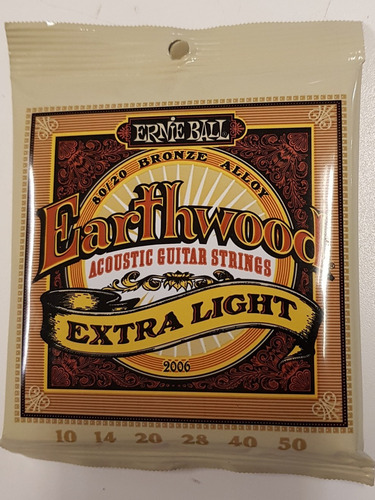 ERNIE BALL
80/20 BRONZE ALLOY
Earthwood
ACOUSTIC GUITAR STRINGS
EXTRA LIGHT
2006
10 14 20 28 40 50